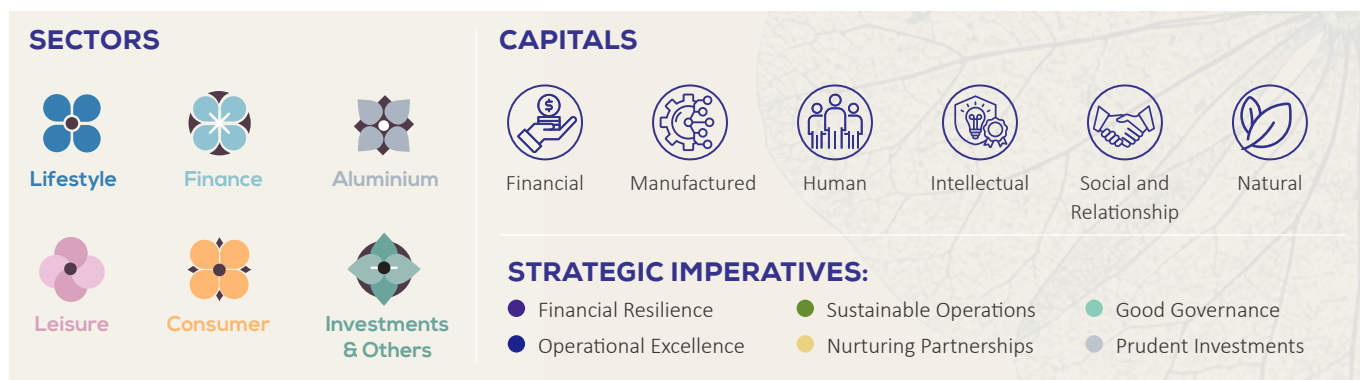 SECTORS
Lifestyle
Finance
Aluminium
Leisure
Consumer
Investments
& Others
CAPITALS
$
Financial
Manufactured
Human
Intellectual
Social and
Relationship
Natural
STRATEGIC IMPERATIVES:
Financial Resilience
Sustainable Operations
Good Governance
Operational Excellence
Nurturing Partnerships
Prudent Investments